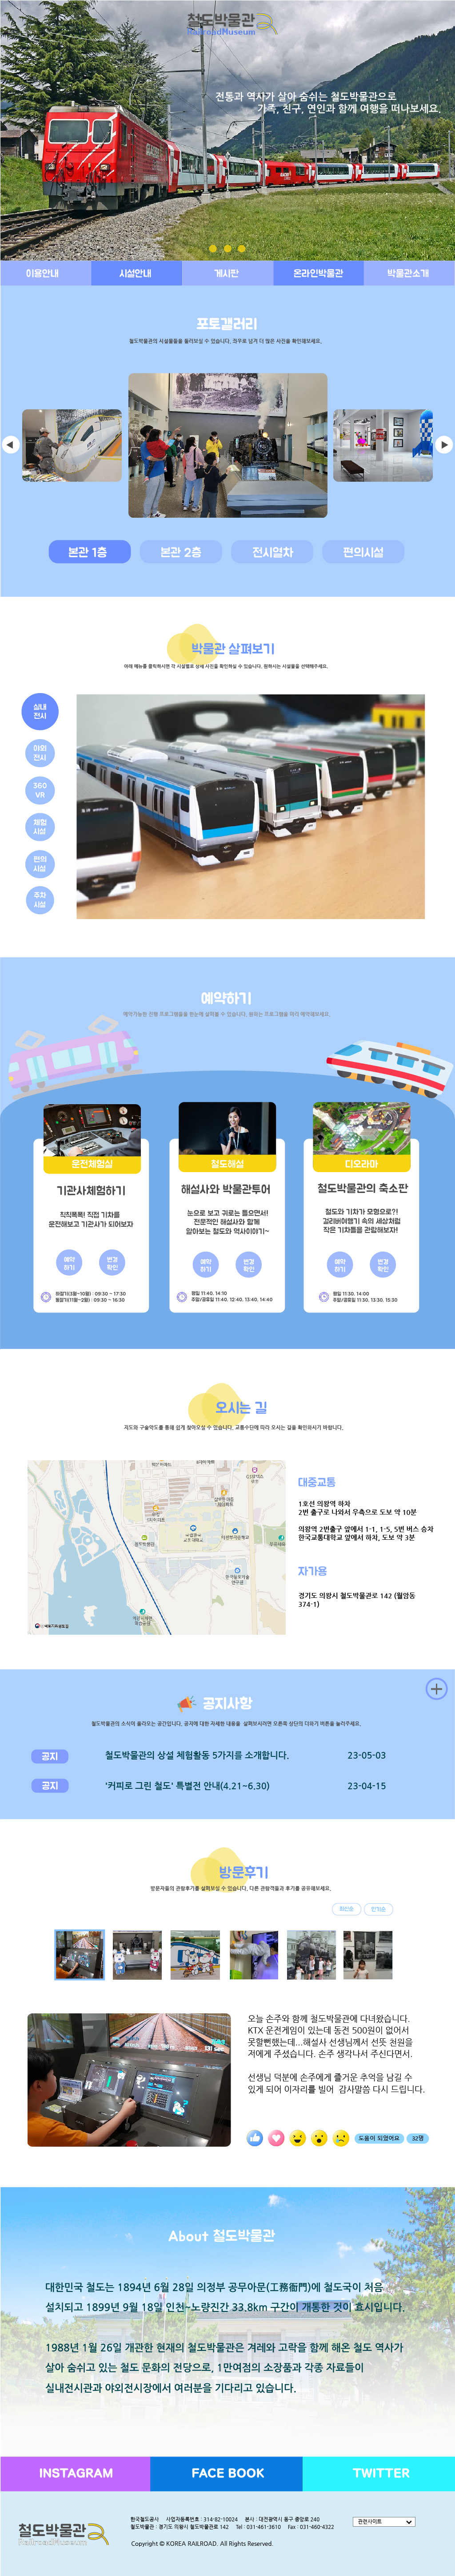 철도박물관
RailroadMuseum
전통과 역사가 살아 숨쉬는 철도박물관으로
가족, 친구, 연인과 함께 여행을 떠나보세요.
이용안내 시설안내 게시판 온라인박물관 박물관소개
포토갤러리
철도박물관의 시설물들을 둘러보실 수 있습니다. 좌우로 넘겨 더 많은 사진을 확인해보세요.
본관 1층 본관 2층 전시열차 편의시설
박물관 살펴보기
아래 메뉴를 클릭하시면 각 시설별로 상세 사진을 확인하실 수 있습니다. 원하시는 시설물을 선택해주세요.
실내
전시
야외
전시
360
VR
체험
시설
편의
시설
주차
시설
예약하기
예약가능한 진행 프로그램들을 한눈에 살펴볼 수 있습니다. 원하는 프로그램을 미리 예약해보세요.
운전체험실
기관사체험하기
칙칙폭폭! 직접 기차를
운전해보고 기관사가 되어보자
예약
하기
변경
확인
하절기(3월~10월) : 09:30 ~ 17:30
동절기(11월~2월) : 09:30 ~ 16:30
철도해설
해설사와 박물관투어
눈으로 보고 귀로는 들으면서!
전문적인 해설사와 함께
알아보는 철도와 역사이야기~
예약
하기
변경
확인
평일 11:40, 14:10
주말/공휴일 11:40, 12:40, 13:40, 14:40
디오라마
철도박물관의 축소판
철도와 기차가 모형으로?!
걸리버여행기 속의 세상처럼
작은 기차들을 관람해보자!
예약
하기
변경
확인
평일 11:30, 14:00
주말/공휴일 11:30, 13:30, 15:30
오시는 길
지도와 구술약도를 통해 쉽게 찾아오실 수 있습니다. 교통수단에 따라 오시는 길을 확인하시기 바랍니다.
대중교통
1호선 의왕역 하차
2번 출구로 나와서 우측으로 도보 약 10분
의왕역 2번출구 앞에서 1-1, 1-5, 5번 버스 승차
한국교통대학교 앞에서 하차, 도보 약 3분
자가용
경기도 의왕시 철도박물관로 142 (월암동
374-1)
공지사항
철도박물관의 소식이 올라오는 공간입니다. 공지에 대한 자세한 내용을 살펴보시려면 오른쪽 상단의 더하기 버튼을 눌러주세요.
공지 철도박물관의 상설 체험활동 5가지를 소개합니다. 23-05-03
공지 '커피로 그린 철도' 특별전 안내(4.21~6.30) 23-04-15
방문후기
방문자들의 관람후기를 살펴보실 수 있습니다. 다른 관람객들과 후기를 공유해보세요.
최신순 인기순
오늘 손주와 함께 철도박물관에 다녀왔습니다.
KTX 운전게임이 있는데 동전 500원이 없어서
못할뻔했는데...해설사 선생님께서 선뜻 천원을
저에게 주셨습니다. 손주 생각나서 주신다면서.
선생님 덕분에 손주에게 즐거운 추억을 남길 수
있게 되어 이자리를 빌어 감사말씀 다시 드립니다.
도움이 되었어요 32명
About 철도박물관
대한민국 철도는 1894년 6월 28일 의정부 공무아문(工務衙門)에 철도국이 처음
설치되고 1899년 9월 18일 인천~노량진간 33.8km 구간이 개통한 것이 효시입니다.
1988년 1월 26일 개관한 현재의 철도박물관은 겨레와 고락을 함께 해온 철도 역사가
살아 숨쉬고 있는 철도 문화의 전당으로, 1만여점의 소장품과 각종 자료들이
실내전시관과 야외전시장에서 여러분을 기다리고 있습니다.
INSTAGRAM FACE BOOK TWITTER
철도박물관
RailroadMuseum
한국철도공사 사업자등록번호 : 314-82-10024 본사 : 대전광역시 동구 중앙로 240
철도박물관 : 경기도 의왕시 철도박물관로 142 Tel : 031-461-3610 Fax : 031-460-4322
Copyright © KOREA RAILROAD. All Rights Reserved.
관련사이트